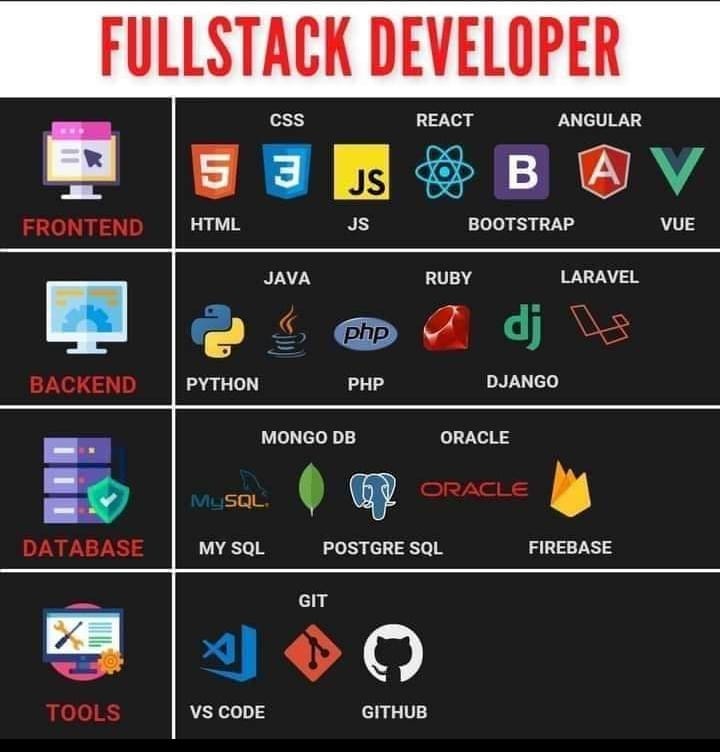 FULLSTACK DEVELOPER
CSS REACT ANGULAR
5 3 JS B A
HTML JS BOOTSTRAP VUE
FRONTEND
JAVA RUBY LARAVEL
php dj
PYTHON PHP DJANGO
BACKEND
MONGO DB ORACLE
MySQL ORACLE
MY SQL POSTGRE SQL FIREBASE
DATABASE
GIT
VS CODE GITHUB
TOOLS